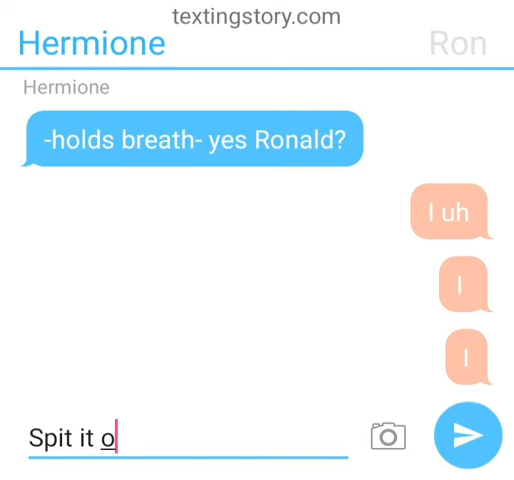 textingstory.com
Hermione
Ron
Hermione
-holds breath- yes Ronald?
I uh
I
I
Spit it o